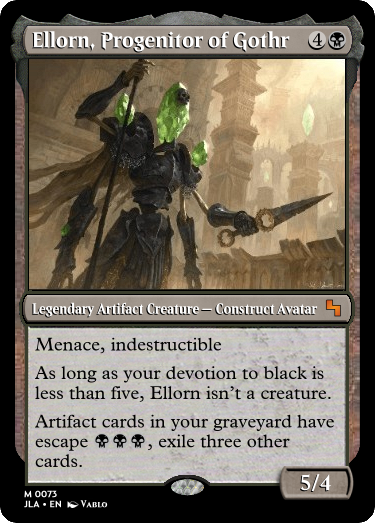 Ellorn, Progenitor of Gothr 4
Legendary Artifact Creature — Construct Avatar
Menace, indestructible
As long as your devotion to black is
less than five, Ellorn isn't a creature.
Artifact cards in your graveyard have
escape , exile three other
cards.
5/4
M 0073
JLA • EN Vablo